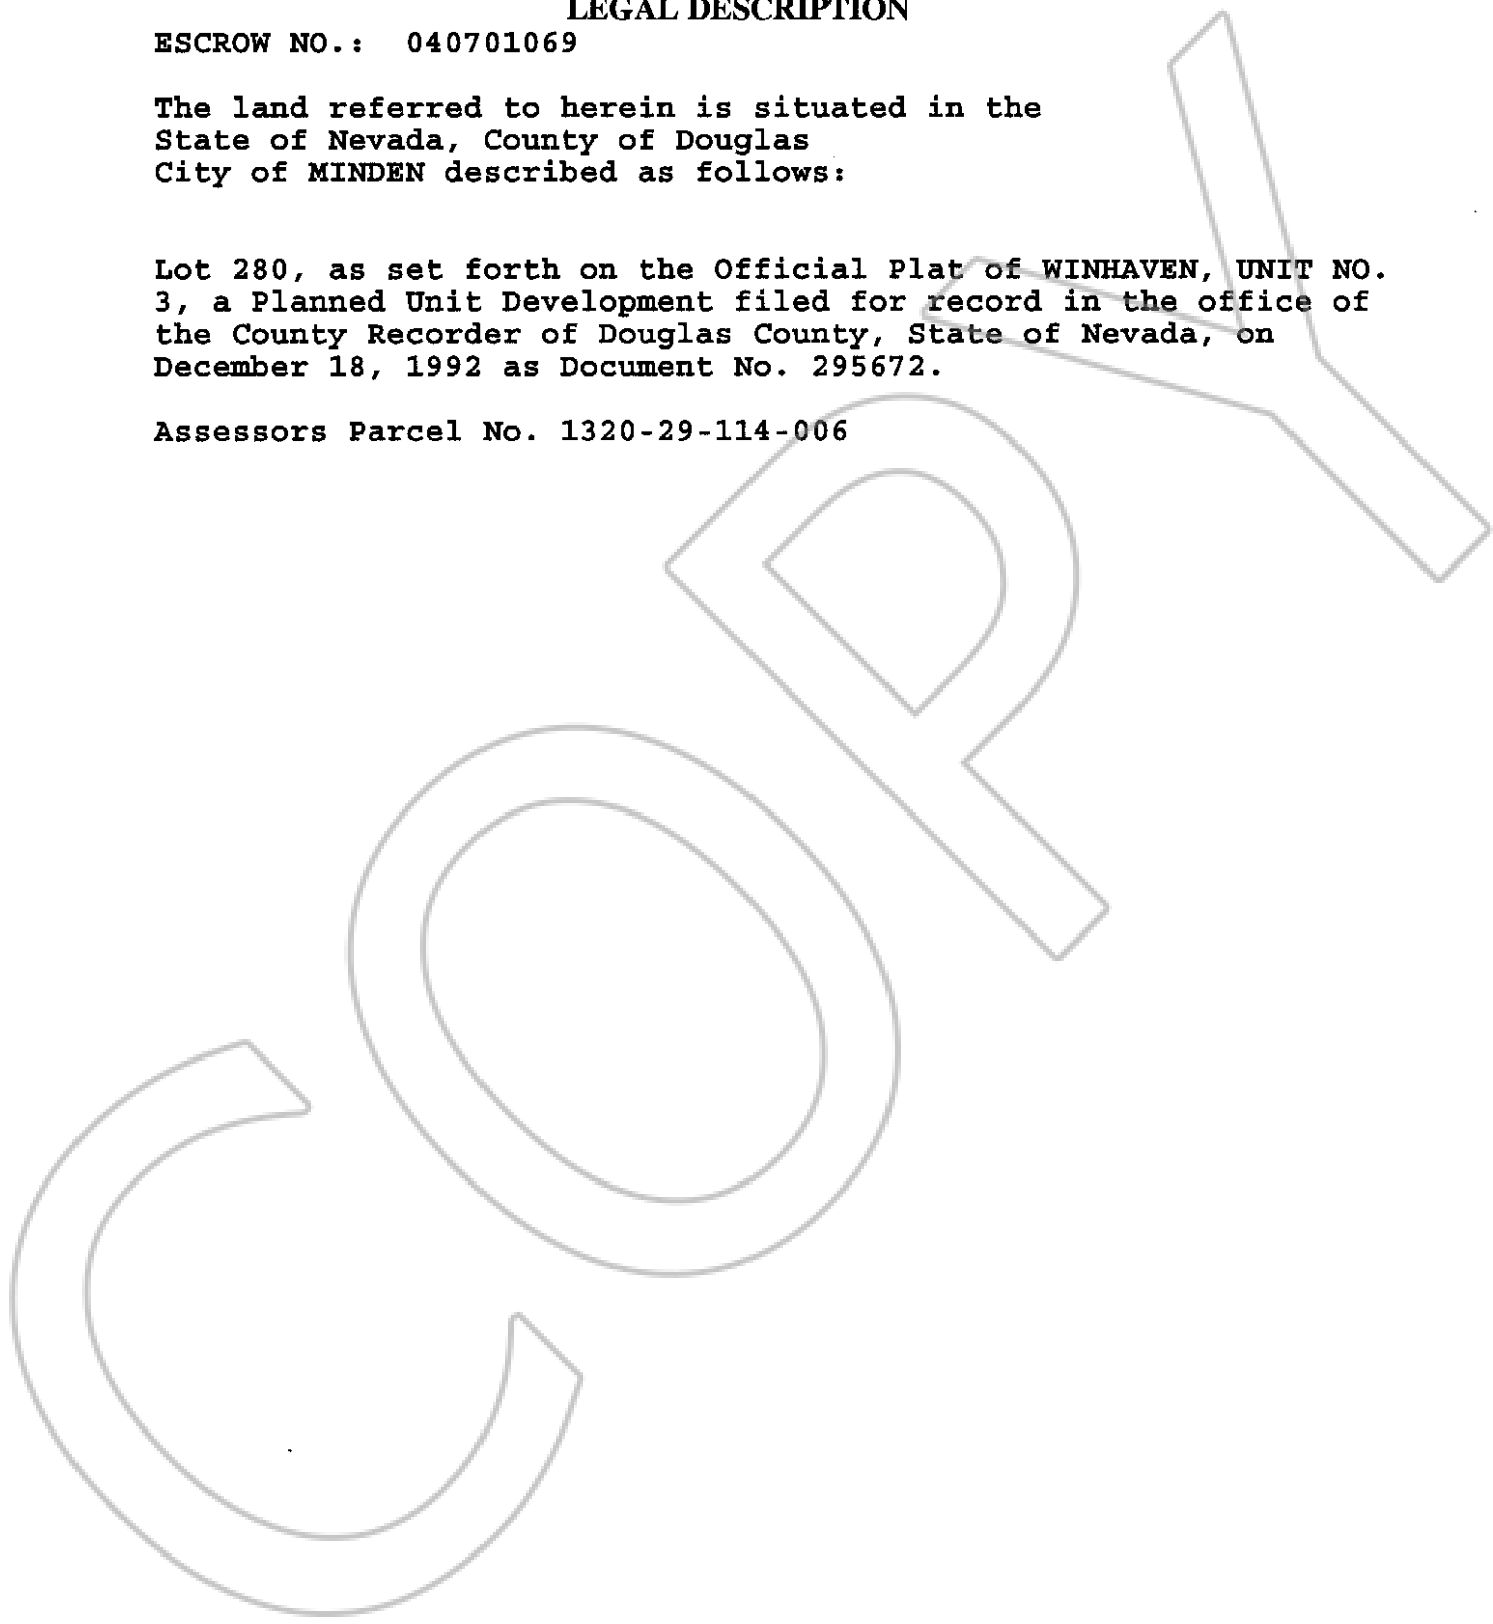 LEGAL DESCRIPTION
ESCROW NO.: 040701069
The land referred to herein is situated in the
State of Nevada, County of Douglas
City of MINDEN described as follows:
Lot 280, as set forth on the Official Plat of WINHAVEN, UNIT NO.
3, a Planned Unit Development filed for record in the office of
the County Recorder of Douglas County, State of Nevada, on
December 18, 1992 as Document No. 295672.
Assessors Parcel No. 1320-29-114-006
COPY